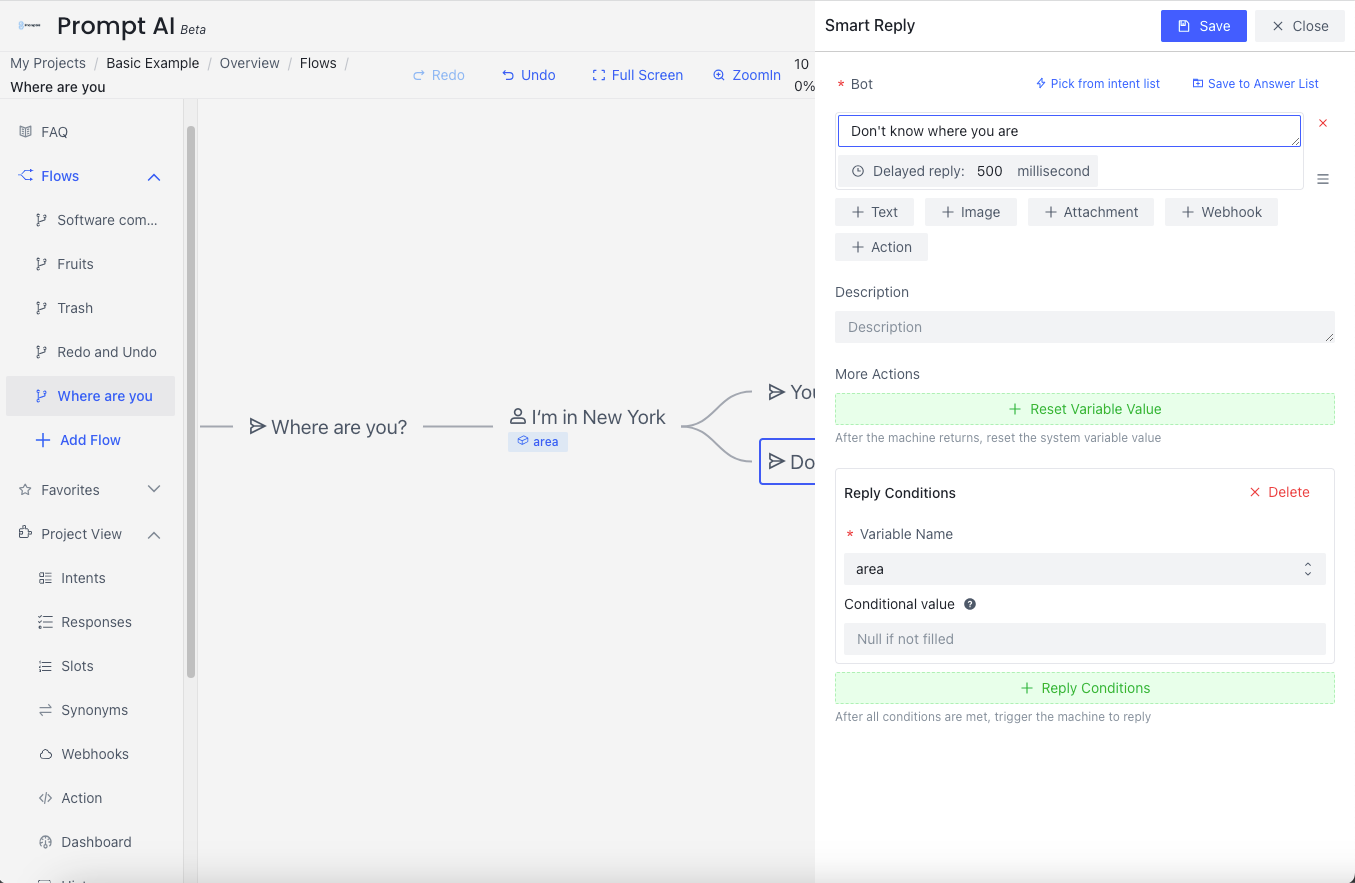 Prompt AI Beta
My Projects / Basic Example / Overview / Flows /
Where are you
Redo
Undo
Full Screen
ZoomIn
10
0%
FAQ
Flows
Software com...
Fruits
Trash
Redo and Undo
Where are you
Add Flow
Favorites
Project View
Intents
Responses
Slots
Synonyms
Webhooks
Action
Dashboard
Where are you?
I'm in New York
area
You
Do
Smart Reply
Save
Close
* Bot
Pick from intent list
Save to Answer List
Don't know where you are
Delayed reply: 500 millisecond
+ Text
+ Image
+ Attachment
+ Webhook
+ Action
Description
Description
More Actions
+ Reset Variable Value
After the machine returns, reset the system variable value
Reply Conditions
Delete
* Variable Name
area
Conditional value
Null if not filled
+ Reply Conditions
After all conditions are met, trigger the machine to reply